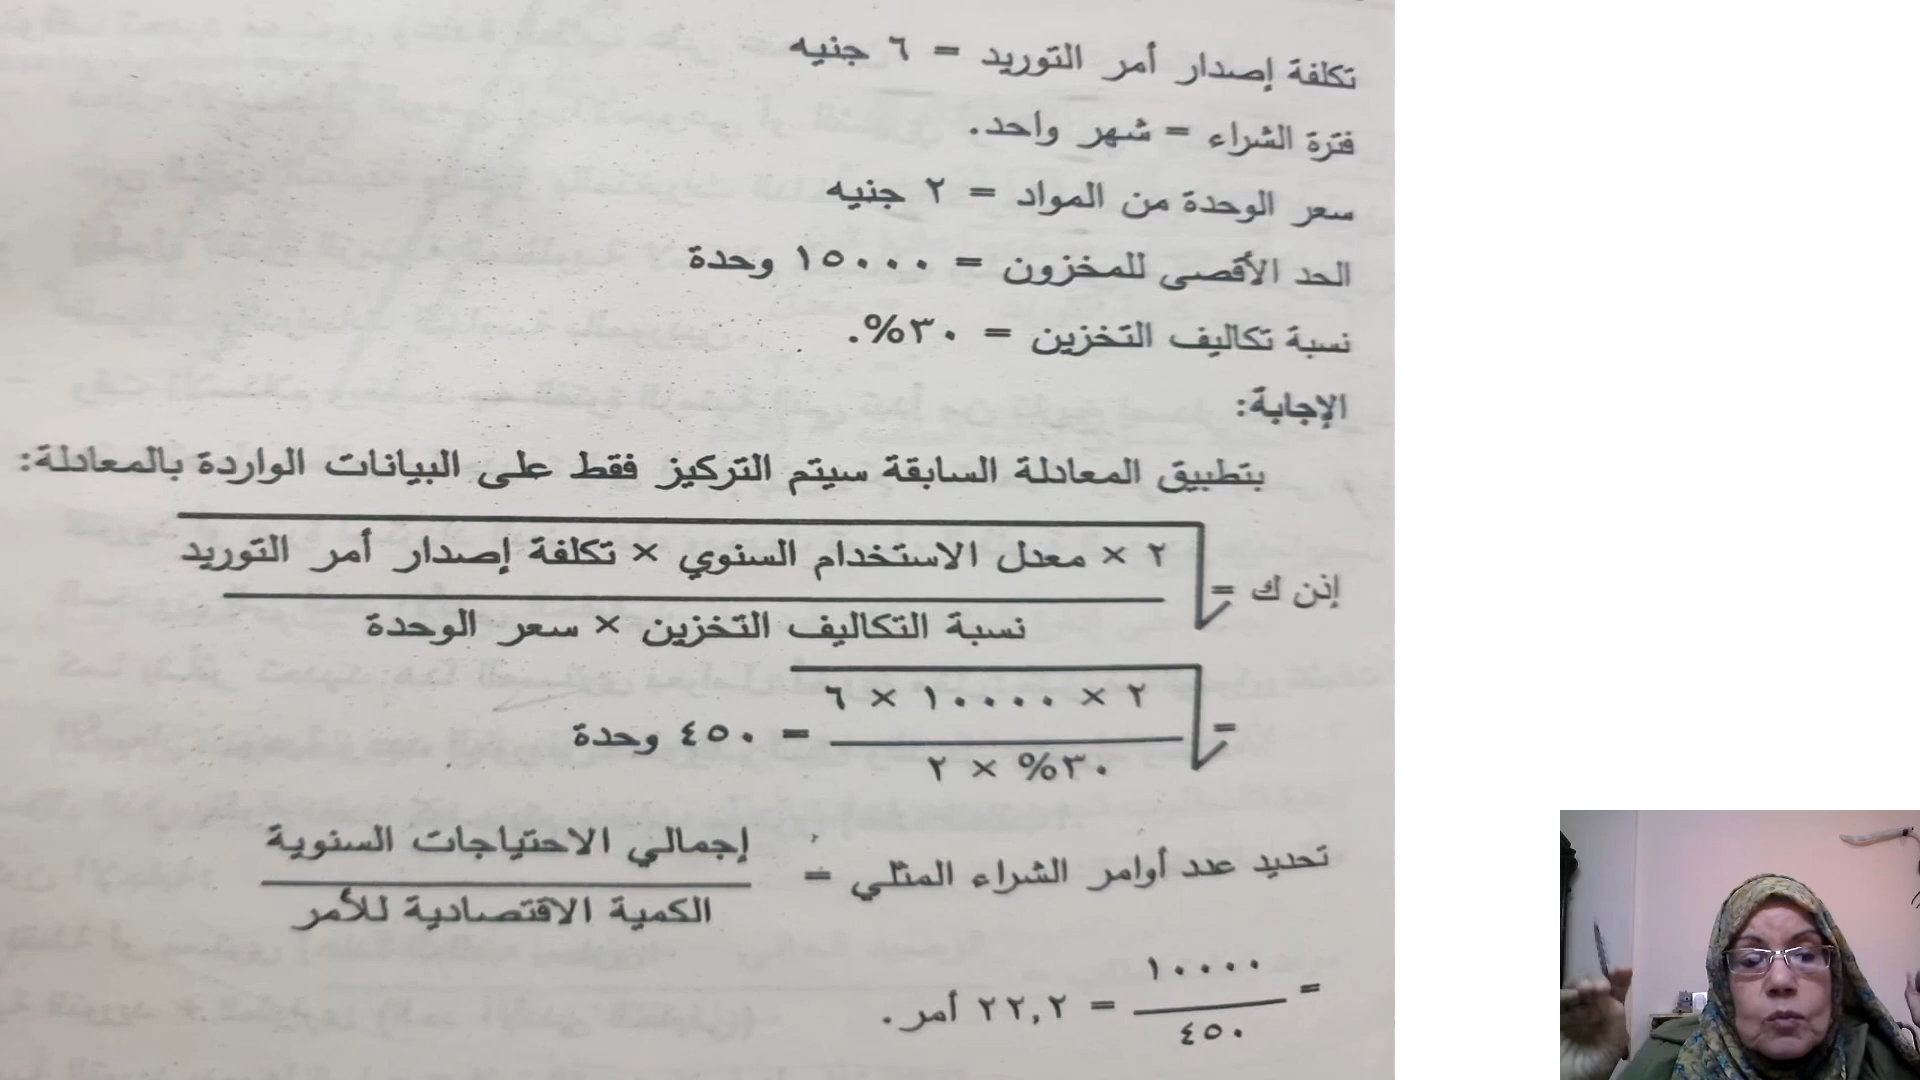 تكلفة إصدار أمر التوريد = ٦ جنيه
فترة الشراء = شهر واحد.
سعر الوحدة من المواد = ٢ جنيه
الحد الأقصى للمخزون = ١٥٠٠٠ وحدة
نسبة تكاليف التخزين = ٣٠%.
الإجابة:
بتطبيق المعادلة السابقة سيتم التركيز فقط على البيانات الواردة بالمعادلة:
٢ × معدل الاستخدام السنوي × تكلفة إصدار أمر التوريد
إذن ك =
نسبة التكاليف التخزين × سعر الوحدة
٢ × ١٠٠٠٠ × ٦
= = ٤٥٠ وحدة
٣٠% × ٢
إجمالي الاحتياجات السنوية
تحديد عدد أوامر الشراء المثلي =
الكمية الاقتصادية للأمر
١٠٠٠٠
= = ٢٢,٢ أمر.
٤٥٠